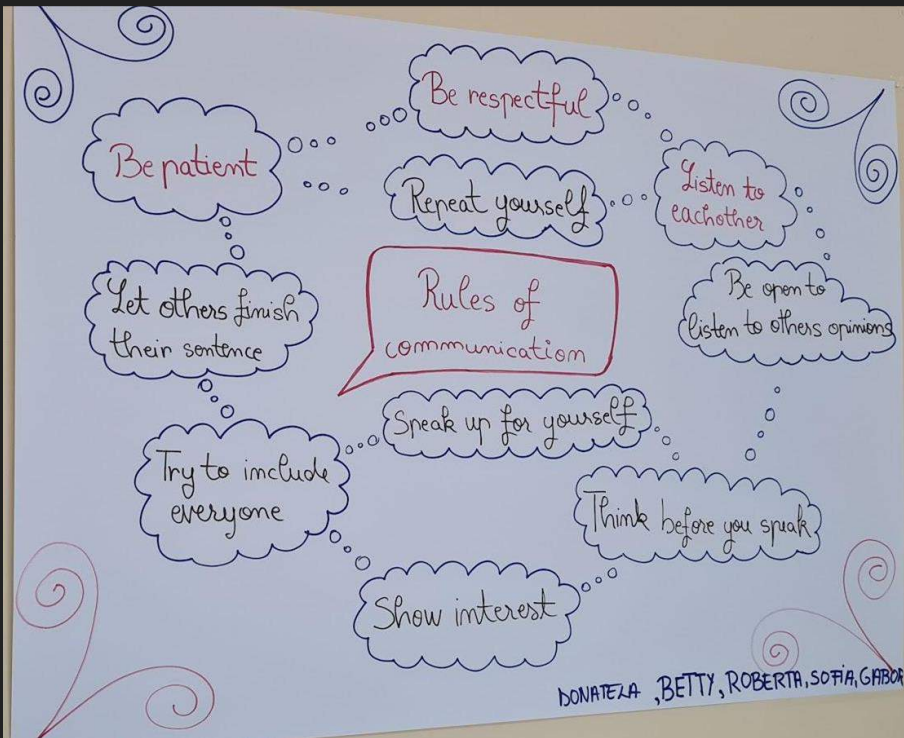 Be respectful
Be patient
Repeat yourself
Listen to
eachother
Let others finish
their sentence
Rules of
communication
Be open to
listen to others opinions
Speak up for yourself
Try to include
everyone
Think before you speak
Show interest
DONATELA, BETTY, ROBERTA, SOFIA, GABOR